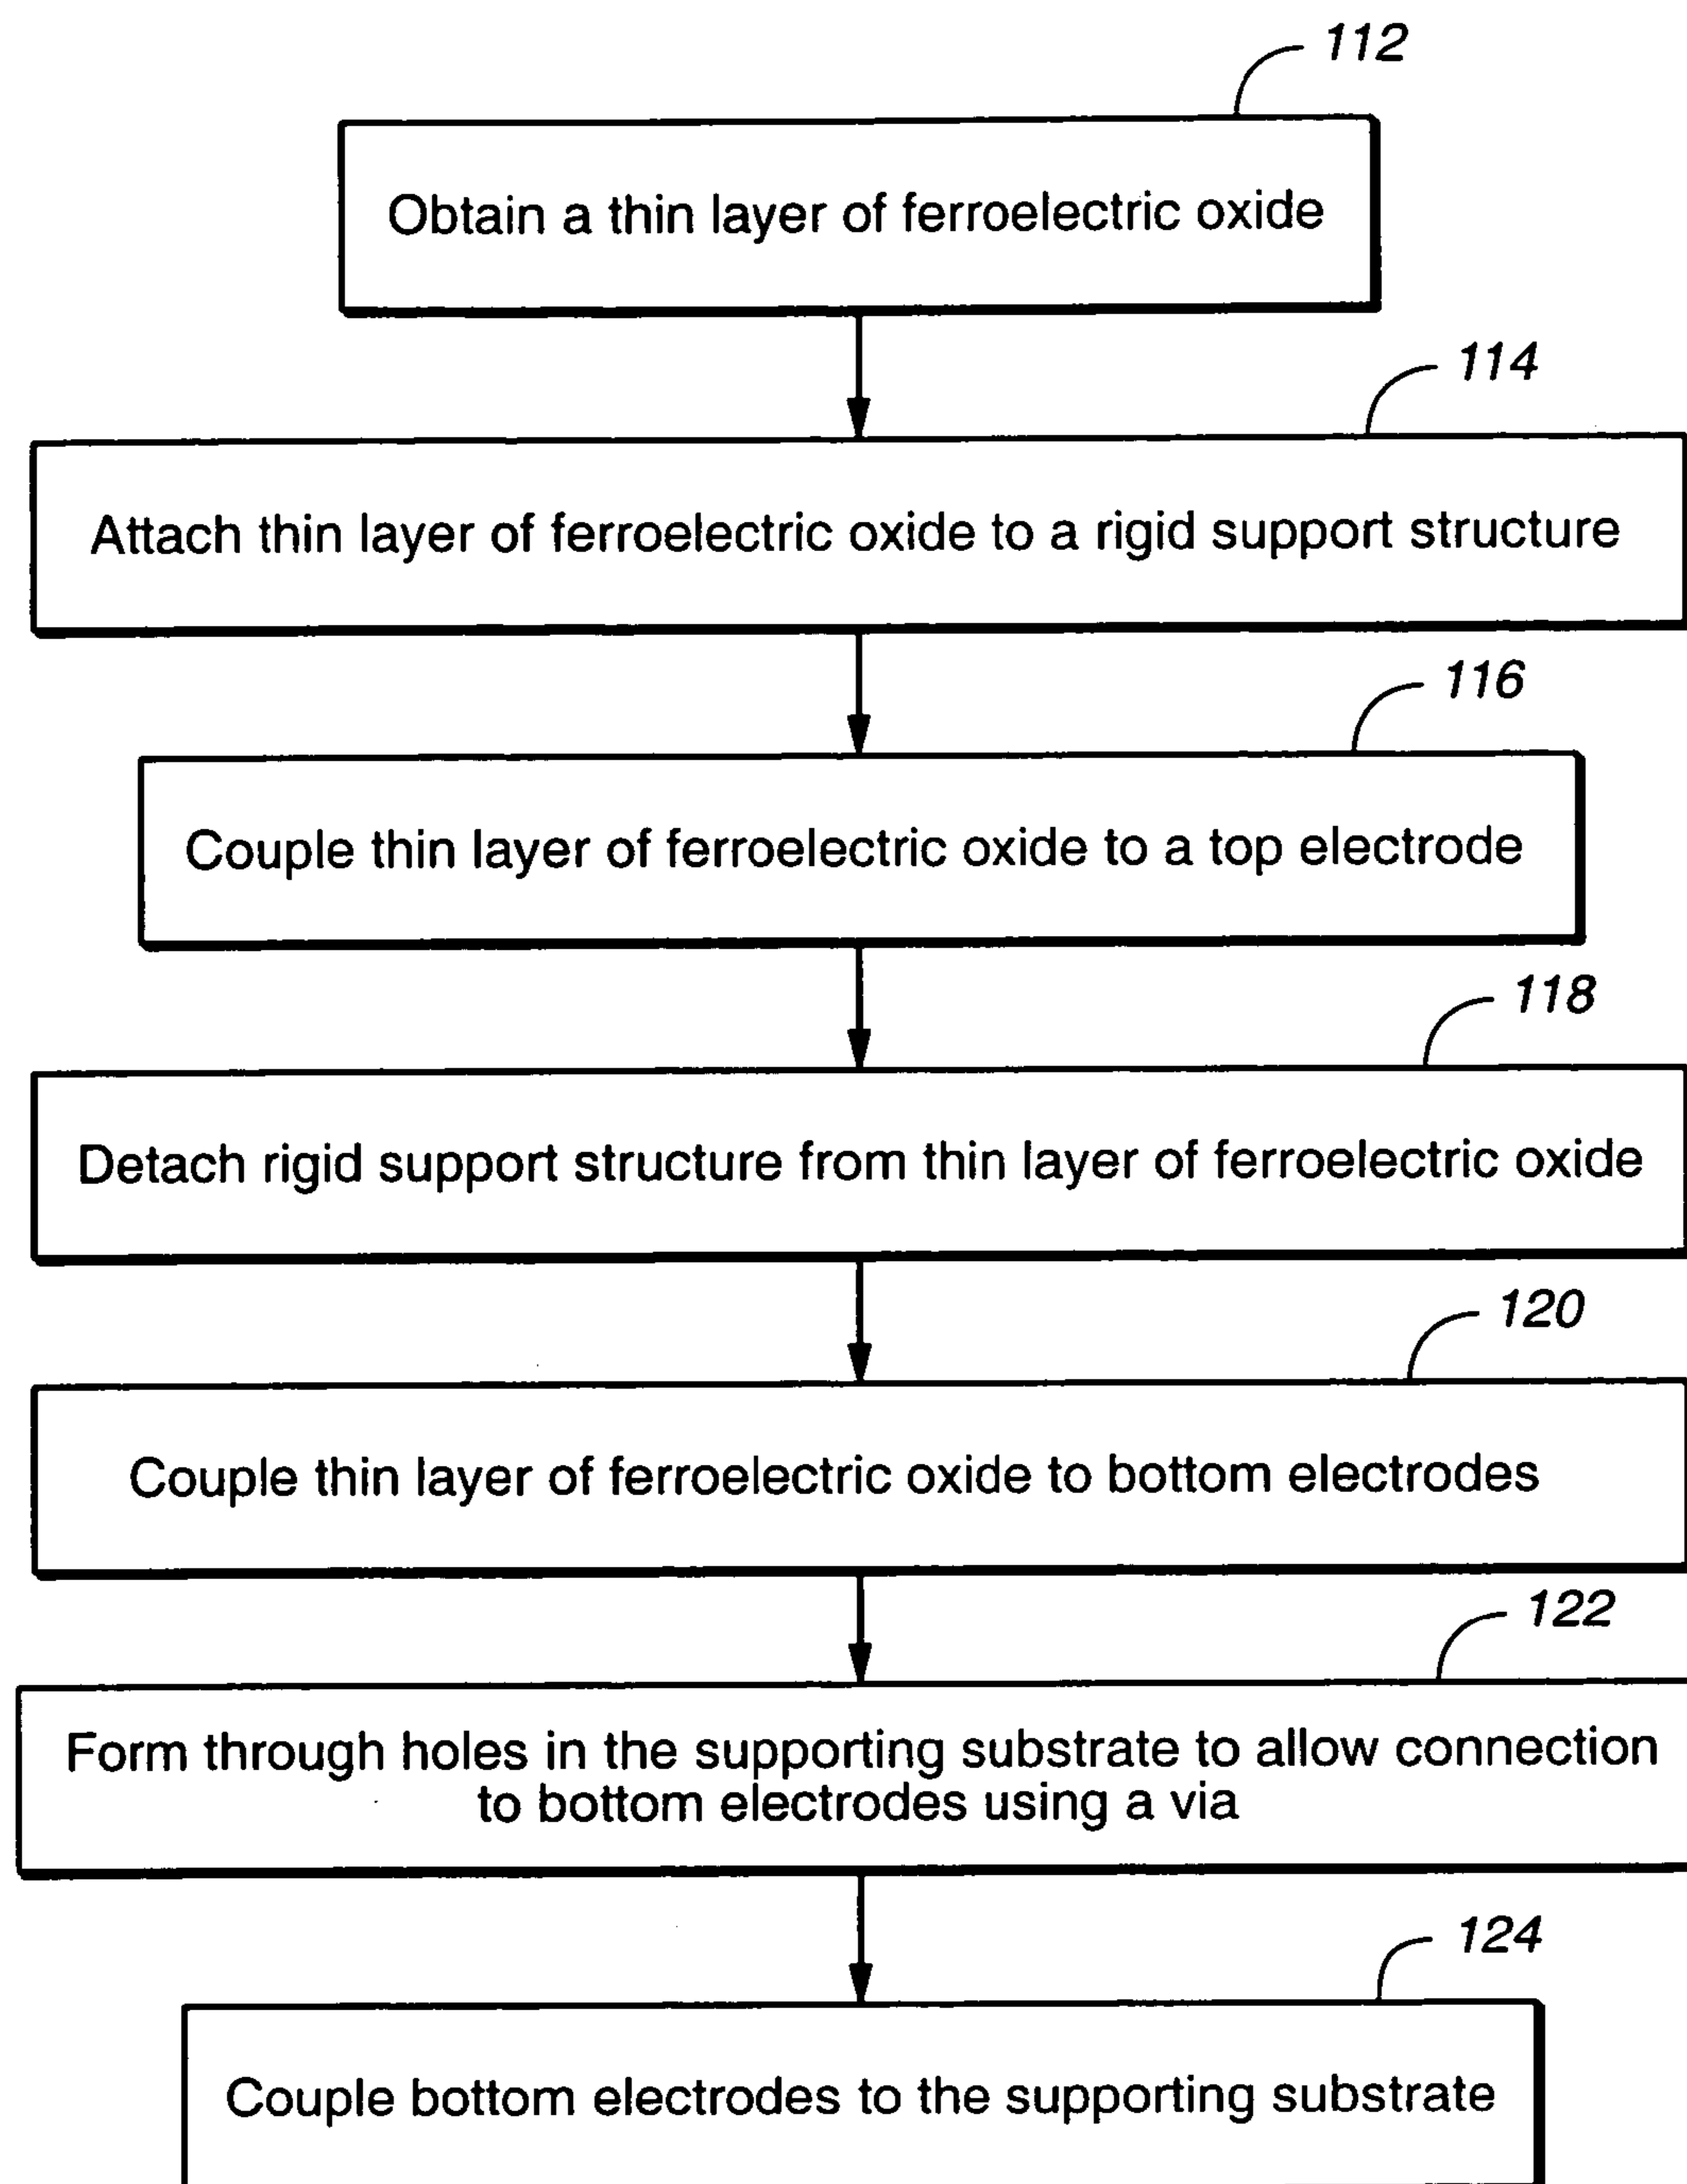 112
Obtain a thin layer of ferroelectric oxide
114
Attach thin layer of ferroelectric oxide to a rigid support structure
116
Couple thin layer of ferroelectric oxide to a top electrode
118
Detach rigid support structure from thin layer of ferroelectric oxide
120
Couple thin layer of ferroelectric oxide to bottom electrodes
122
Form through holes in the supporting substrate to allow connection
to bottom electrodes using a via
124
Couple bottom electrodes to the supporting substrate